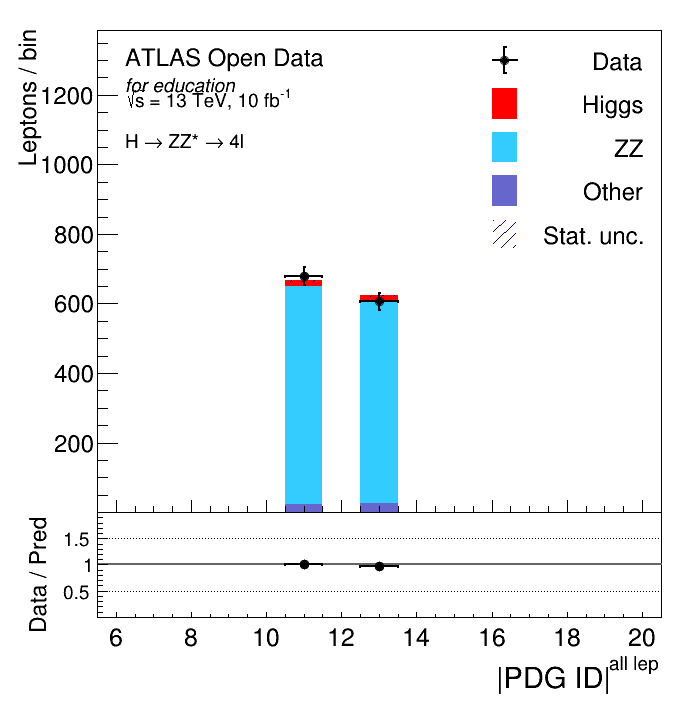 ATLAS Open Data
for education
√s = 13 TeV, 10 fb⁻¹
H → ZZ* → 4l
Data
Higgs
ZZ
Other
Stat. unc.
Leptons / bin
1200
1000
800
600
400
200
Data / Pred
1.5
1
0.5
6 8 10 12 14 16 18 20
|PDG ID|^all lep